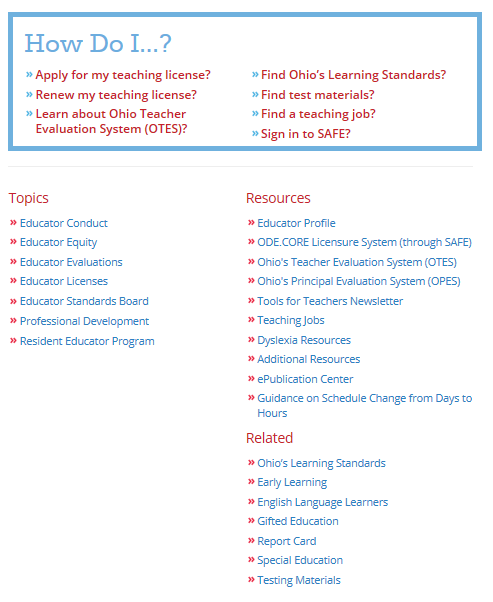 How Do I...?
» Apply for my teaching license?
» Renew my teaching license?
» Learn about Ohio Teacher
Evaluation System (OTES)?
» Find Ohio's Learning Standards?
» Find test materials?
» Find a teaching job?
» Sign in to SAFE?
Topics
» Educator Conduct
» Educator Equity
» Educator Evaluations
» Educator Licenses
» Educator Standards Board
» Professional Development
» Resident Educator Program
Resources
» Educator Profile
» ODE.CORE Licensure System (through SAFE)
» Ohio's Teacher Evaluation System (OTES)
» Ohio's Principal Evaluation System (OPES)
» Tools for Teachers Newsletter
» Teaching Jobs
» Dyslexia Resources
» Additional Resources
» ePublication Center
» Guidance on Schedule Change from Days to
Hours
Related
» Ohio's Learning Standards
» Early Learning
» English Language Learners
» Gifted Education
» Report Card
» Special Education
» Testing Materials